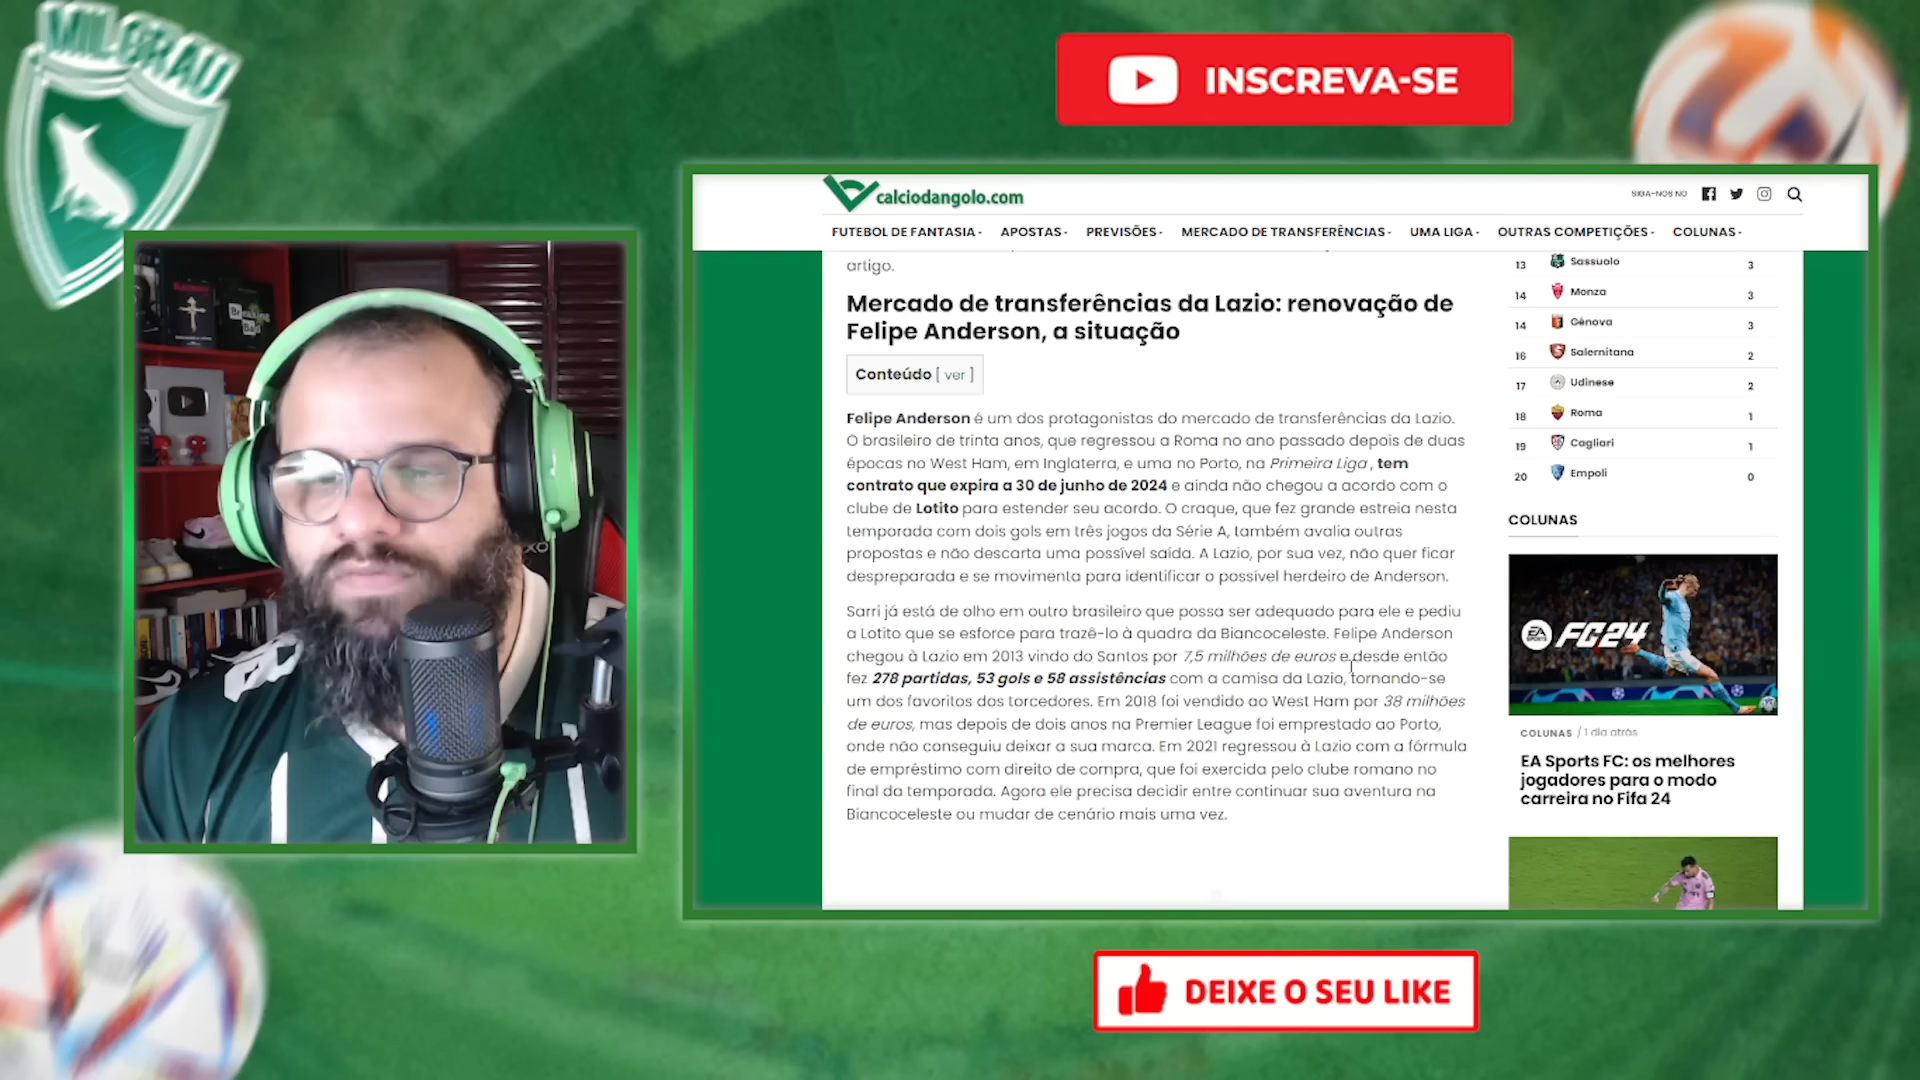 MILGRAU
INSCREVA-SE
calciodangolo.com
SIGA-NOS NO
FUTEBOL DE FANTASIA
APOSTAS
PREVISÕES
MERCADO DE TRANSFERÊNCIAS
UMA LIGA
OUTRAS COMPETIÇÕES
COLUNAS
artigo.
Mercado de transferências da Lazio: renovação de
Felipe Anderson, a situação
Conteúdo [ ver ]
Felipe Anderson é um dos protagonistas do mercado de transferências da Lazio.
O brasileiro de trinta anos, que regressou a Roma no ano passado depois de duas
épocas no West Ham, em Inglaterra, e uma no Porto, na Primeira Liga , tem
contrato que expira a 30 de junho de 2024 e ainda não chegou a acordo com o
clube de Lotito para estender seu acordo. O craque, que fez grande estreia nesta
temporada com dois gols em três jogos da Série A, também avalia outras
propostas e não descarta uma possível saída. A Lazio, por sua vez, não quer ficar
despreparada e se movimenta para identificar o possível herdeiro de Anderson.
Sarri já está de olho em outro brasileiro que possa ser adequado para ele e pediu
a Lotito que se esforce para trazê-lo à quadra da Biancoceleste. Felipe Anderson
chegou à Lazio em 2013 vindo do Santos por 7,5 milhões de euros e desde então
fez 278 partidas, 53 gols e 58 assistências com a camisa da Lazio, tornando-se
um dos favoritos dos torcedores. Em 2018 foi vendido ao West Ham por 38 milhões
de euros, mas depois de dois anos na Premier League foi emprestado ao Porto,
onde não conseguiu deixar a sua marca. Em 2021 regressou à Lazio com a fórmula
de empréstimo com direito de compra, que foi exercida pelo clube romano no
final da temporada. Agora ele precisa decidir entre continuar sua aventura na
Biancoceleste ou mudar de cenário mais uma vez.
13 Sassuolo 3
14 Monza 3
14 Gênova 3
16 Salernitana 2
17 Udinese 2
18 Roma 1
19 Cagliari 1
20 Empoli 0
COLUNAS
EA SPORTS FC24
COLUNAS / 1 dia atrás
EA Sports FC: os melhores
jogadores para o modo
carreira no Fifa 24
Breaking
Bad
DEIXE O SEU LIKE